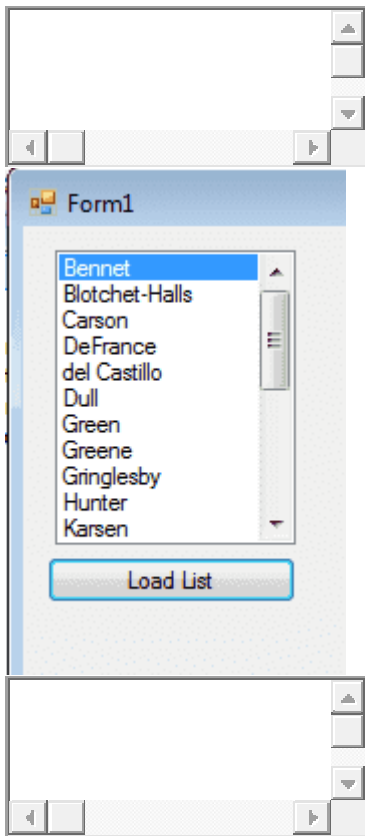 Form1
Bennet
Blotchet-Halls
Carson
DeFrance
del Castillo
Dull
Green
Greene
Gringlesby
Hunter
Karsen
Load List